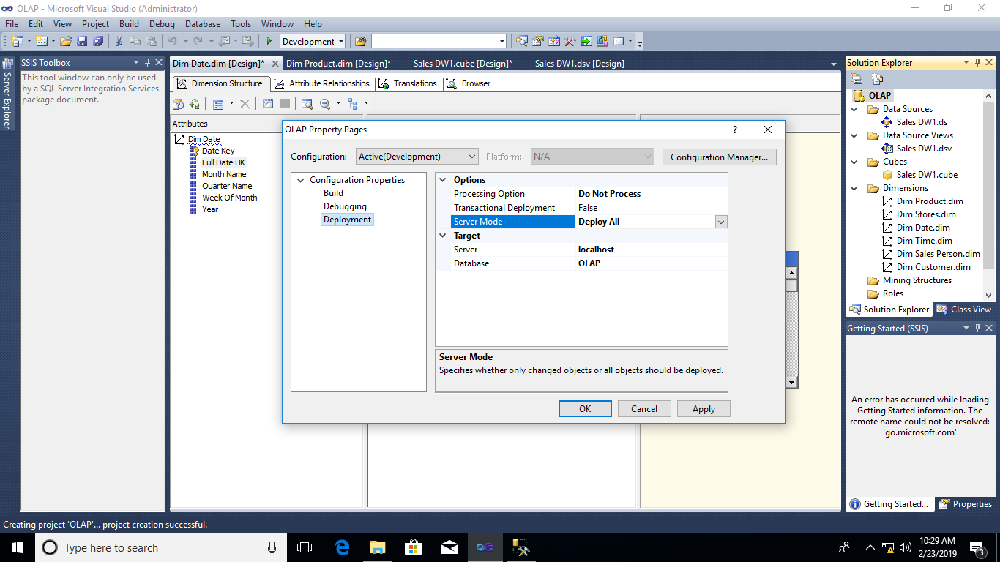 OLAP - Microsoft Visual Studio (Administrator)
File Edit View Project Build Debug Database Tools Window Help
Development
Server Explorer
SSIS Toolbox
This tool window can only be used
by a SQL Server Integration Services
package document.
Dim Date.dim [Design]* Dim Product.dim [Design]* Sales DW1.cube [Design]* Sales DW1.dsv [Design]
Dimension Structure Attribute Relationships Translations Browser
Attributes
Dim Date
Date Key
Full Date UK
Month Name
Quarter Name
Week Of Month
Year
OLAP Property Pages
?
Configuration: Active(Development) Platform: N/A Configuration Manager...
Configuration Properties
Build
Debugging
Deployment
Options
Processing Option Do Not Process
Transactional Deployment False
Server Mode Deploy All
Target
Server localhost
Database OLAP
Server Mode
Specifies whether only changed objects or all objects should be deployed.
OK Cancel Apply
Solution Explorer
OLAP
Data Sources
Sales DW1.ds
Data Source Views
Sales DW1.dsv
Cubes
Sales DW1.cube
Dimensions
Dim Product.dim
Dim Stores.dim
Dim Date.dim
Dim Time.dim
Dim Sales Person.dim
Dim Customer.dim
Mining Structures
Roles
Solution Explorer Class View
Getting Started (SSIS)
An error has occurred while loading
Getting Started information. The
remote name could not be resolved:
'go.microsoft.com'
Getting Started... Properties
Creating project 'OLAP'... project creation successful.
Type here to search
10:29 AM
2/23/2019
3